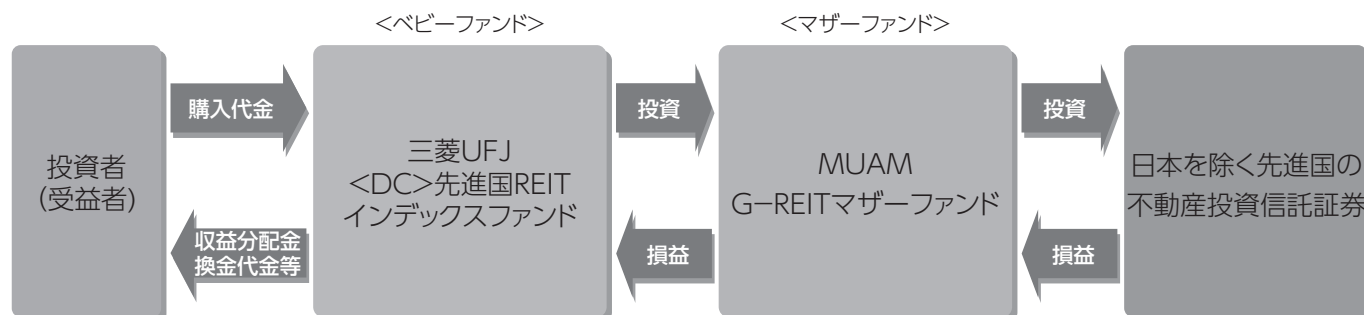 <ベビーファンド>
<マザーファンド>
投資者
(受益者)
購入代金
収益分配金
換金代金等
三菱UFJ
<DC>先進国REIT
インデックスファンド
投資
損益
MUAM
G-REITマザーファンド
投資
損益
日本を除く先進国の
不動産投資信託証券